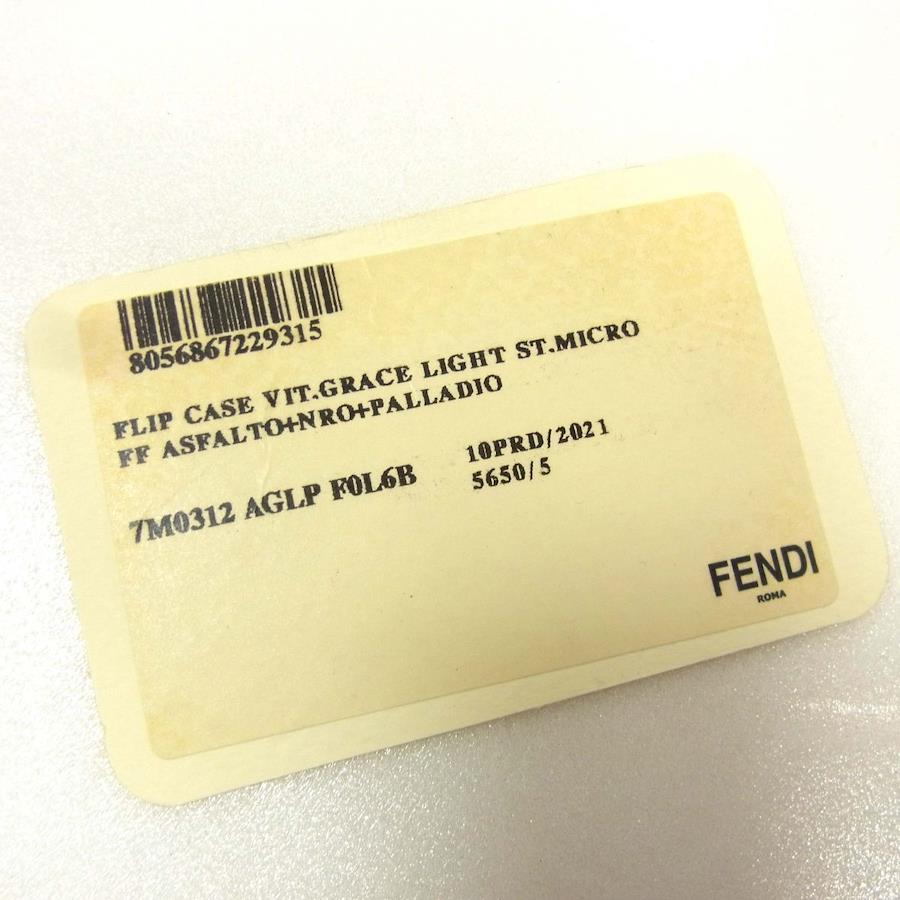 8056867229315
FLIP CASE VIT.GRACE LIGHT ST.MICRO
FF ASFALTO+NRO+PALLADIO
7M0312 AGLP F0L6B
10PRD/2021
5650/5
FENDI
ROMA